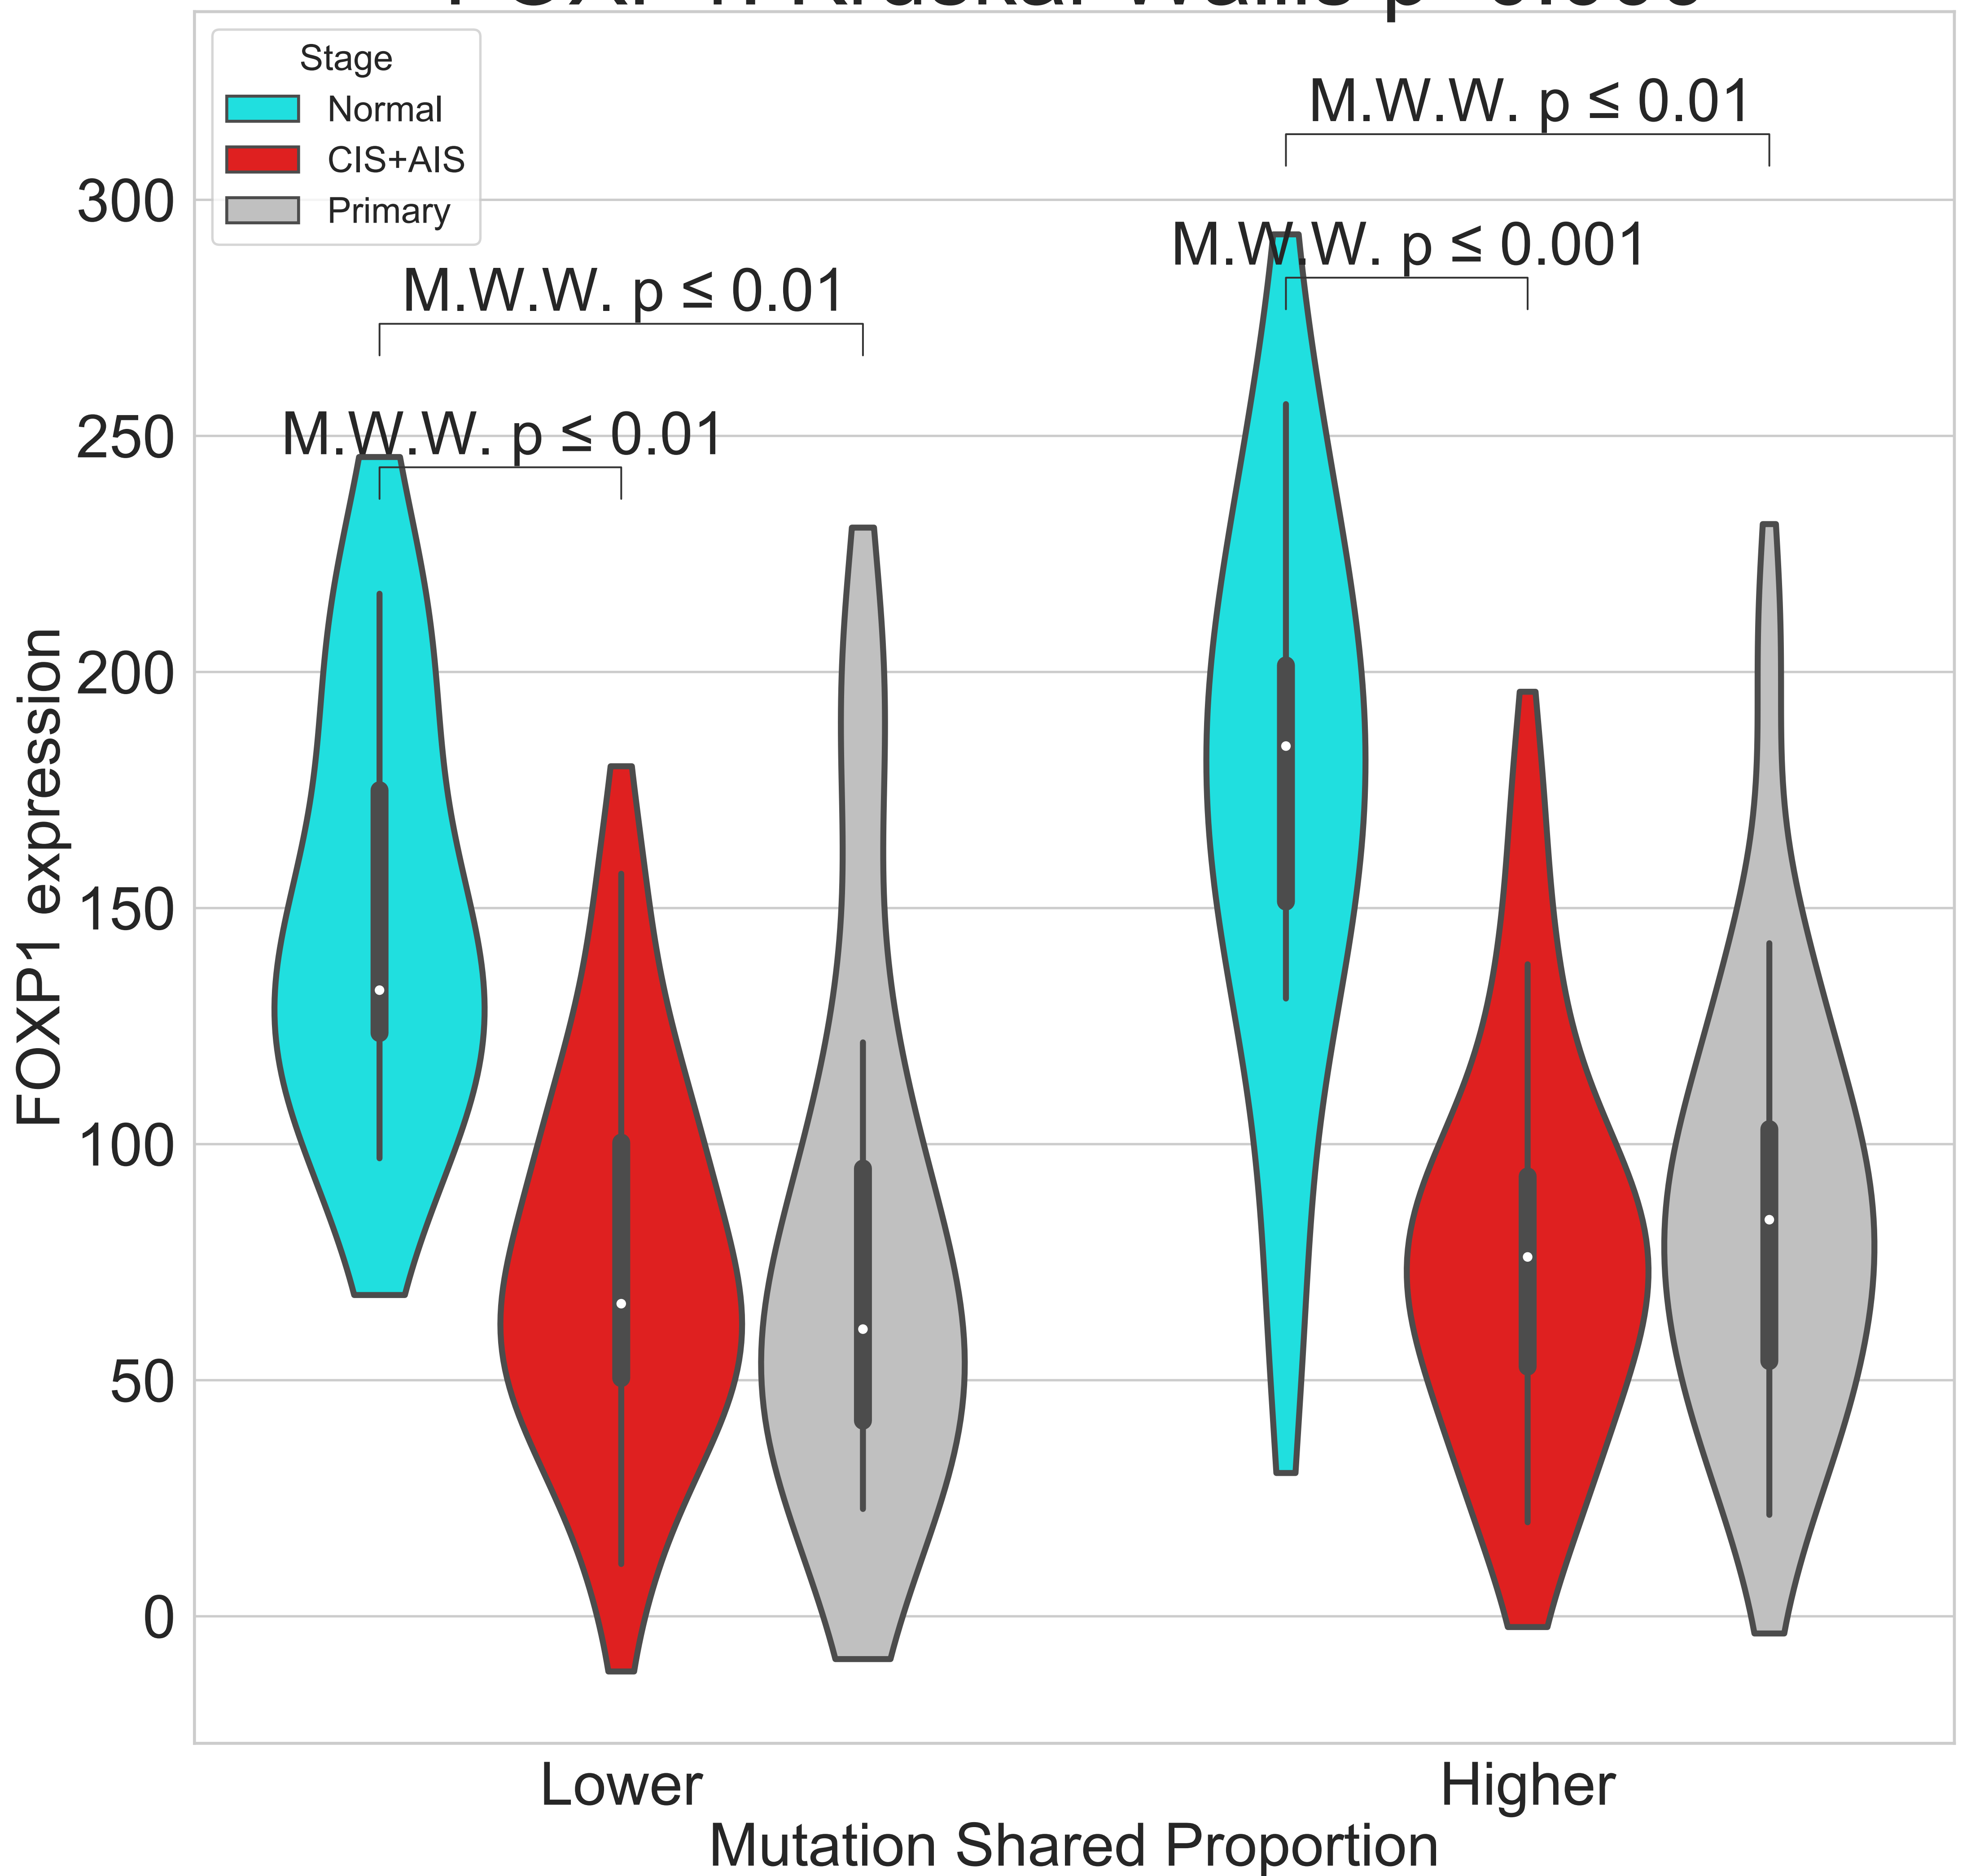 Stage
Normal
CIS+AIS
Primary
M.W.W. p ≤ 0.01
M.W.W. p ≤ 0.001
M.W.W. p ≤ 0.01
M.W.W. p ≤ 0.01
300
250
200
150
100
50
0
FOXP1 expression
Lower
Higher
Mutation Shared Proportion